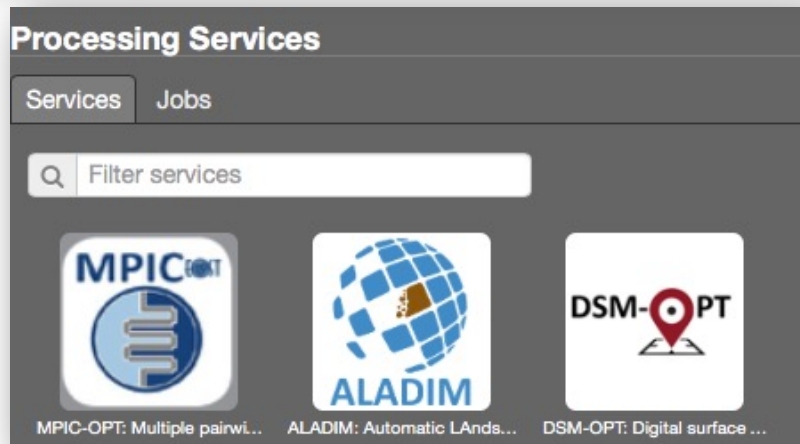 Processing Services
Services Jobs
Filter services
MPIC EOST
ALADIM
DSM-OPT
MPIC-OPT: Multiple pairwi...
ALADIM: Automatic LAnds...
DSM-OPT: Digital surface ...